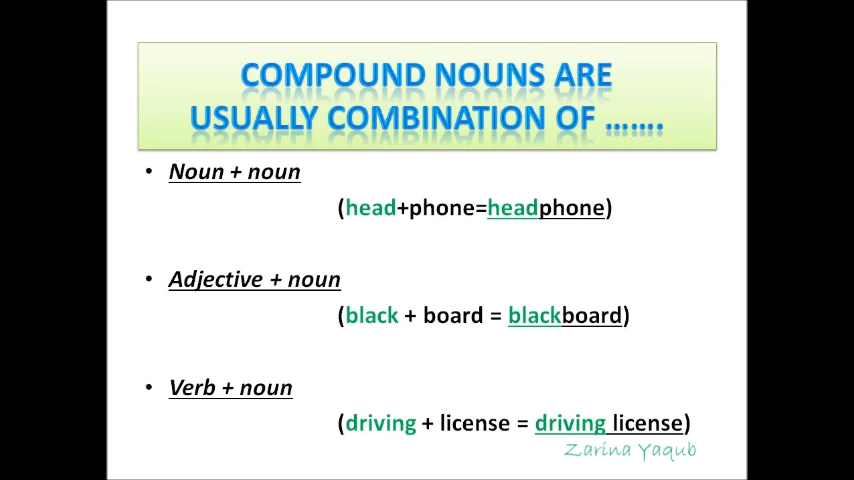 COMPOUND NOUNS ARE
USUALLY COMBINATION OF …….
• Noun + noun
(head+phone=headphone)
• Adjective + noun
(black + board = blackboard)
• Verb + noun
(driving + license = driving license)
Zarina Yaqub